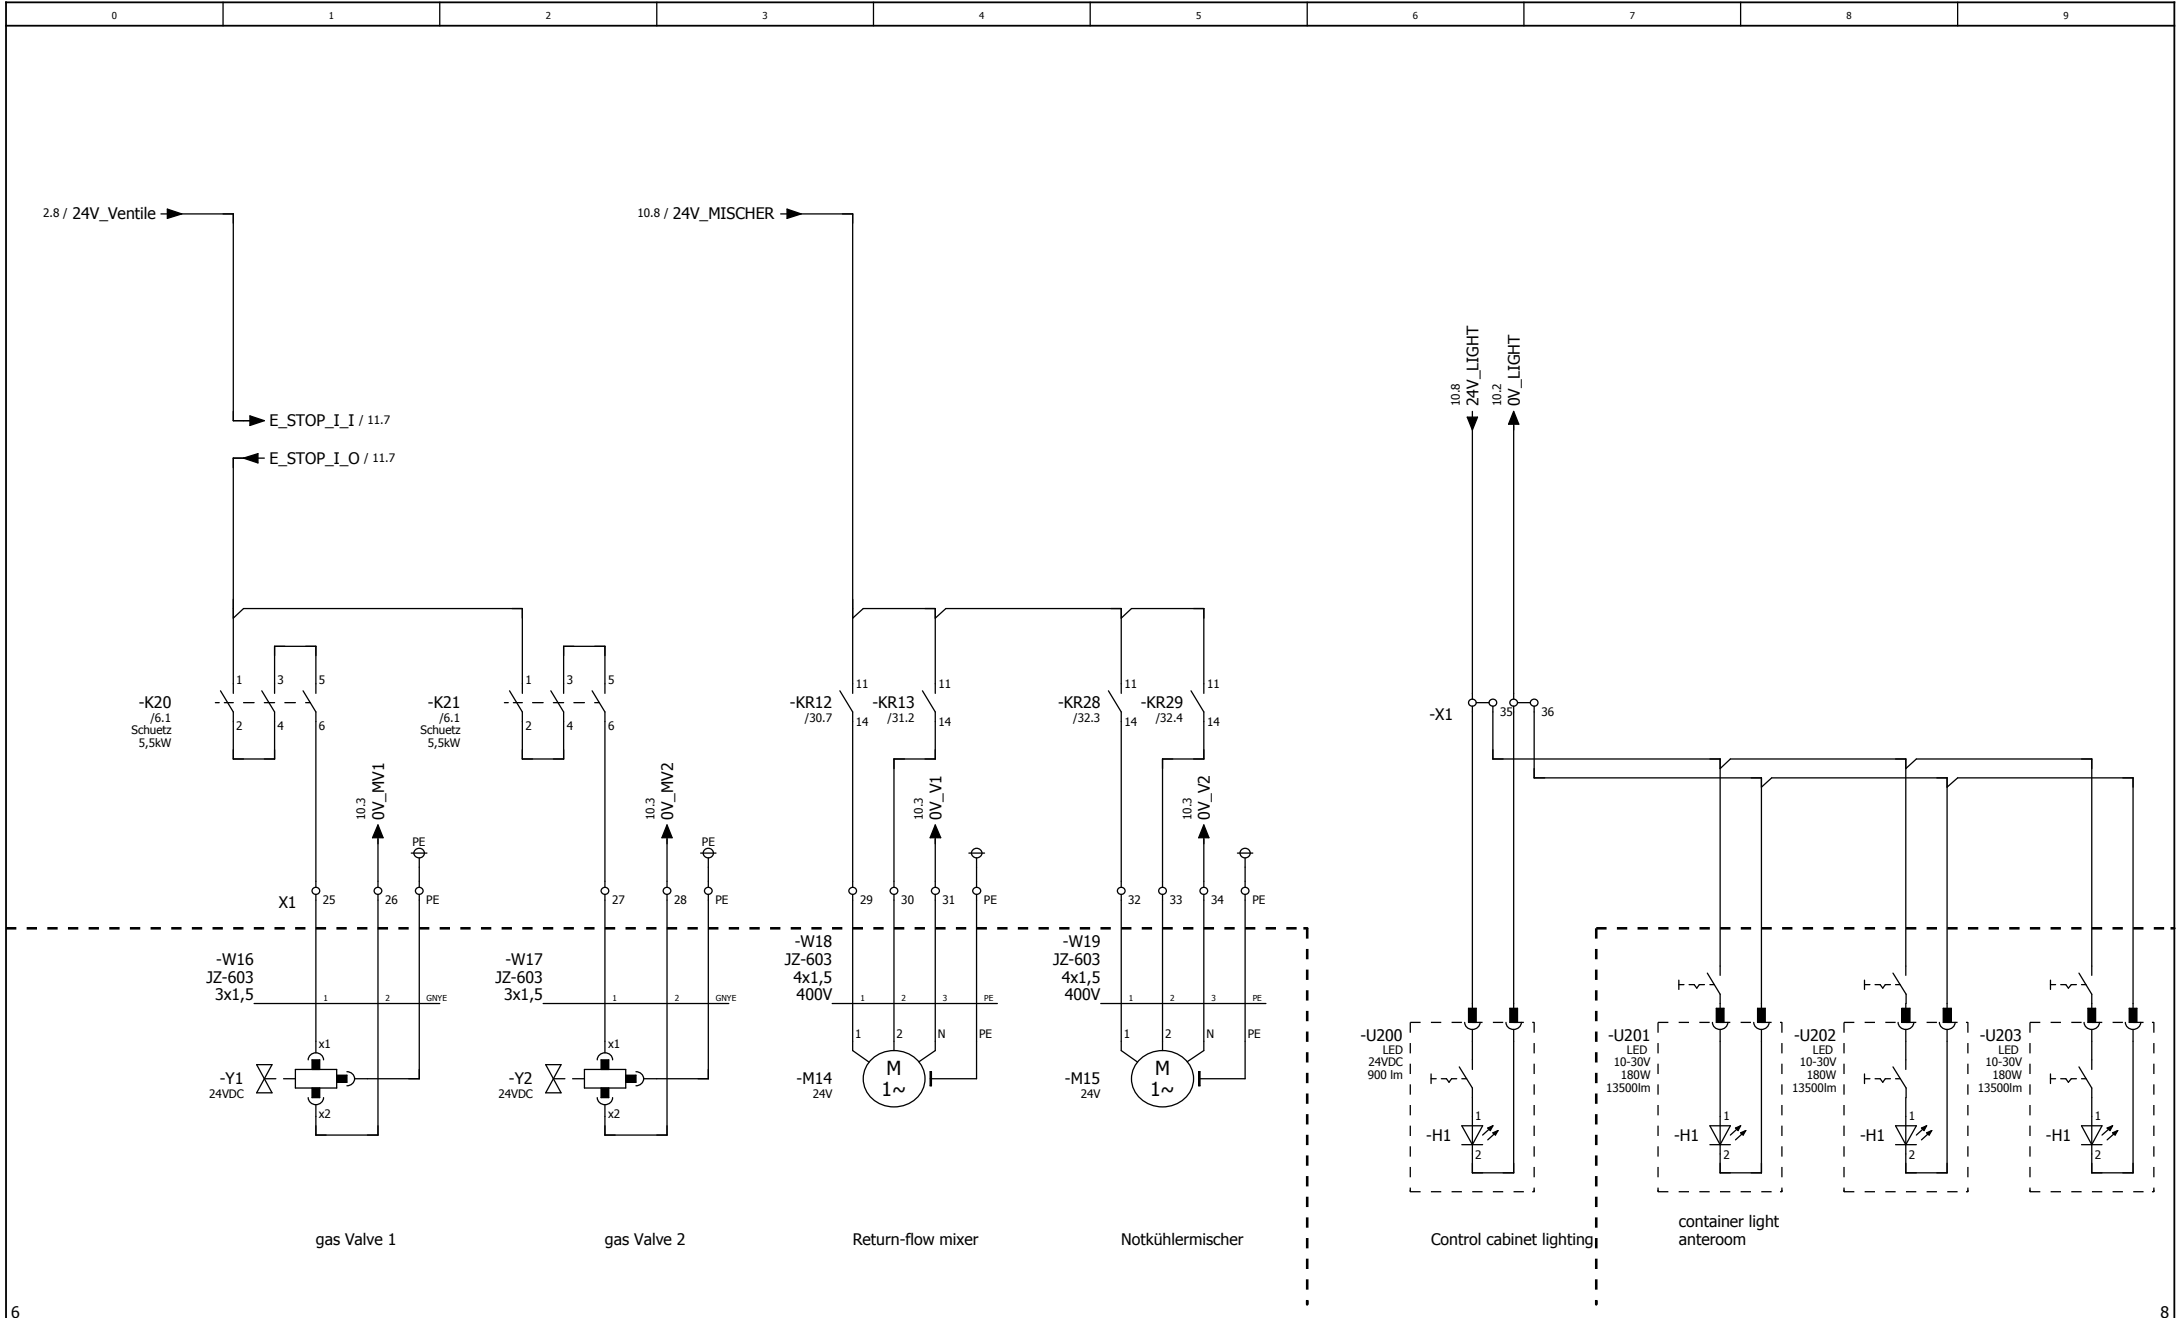 0 1 2 3 4 5 6 7 8 9
2.8 / 24V_Ventile
10.8 / 24V_MISCHER
10.8
24V_LIGHT
10.2
0V_LIGHT
E_STOP_I_I / 11.7
E_STOP_I_O / 11.7
-K20
/6.1
Schuetz
5,5kW
1 3 5
2 4 6
-K21
/6.1
Schuetz
5,5kW
1 3 5
2 4 6
-KR12
/30.7
11
14
-KR13
/31.2
11
14
-KR28
/32.3
11
14
-KR29
/32.4
11
14
-X1
35
36
10.3
0V_MV1
PE
10.3
0V_MV2
PE
10.3
0V_V1
10.3
0V_V2
X1
25 26 PE 27 28 PE 29 30 31 PE 32 33 34 PE
-W16
JZ-603
3x1,5
1 2 GNYE
-W17
JZ-603
3x1,5
1 2 GNYE
-W18
JZ-603
4x1,5
400V
1 2 3 PE
-W19
JZ-603
4x1,5
400V
1 2 3 PE
x1
-Y1
24VDC
x2
x1
-Y2
24VDC
x2
1 2 N PE
-M14
24V
M
1~
1 2 N PE
-M15
24V
M
1~
-U200
LED
24VDC
900 lm
-H1
1
2
-U201
LED
10-30V
180W
13500lm
-H1
1
2
-U202
LED
10-30V
180W
13500lm
-H1
1
2
-U203
LED
10-30V
180W
13500lm
-H1
1
2
gas Valve 1
gas Valve 2
Return-flow mixer
Notkühlermischer
Control cabinet lighting
container light
anteroom
6
8